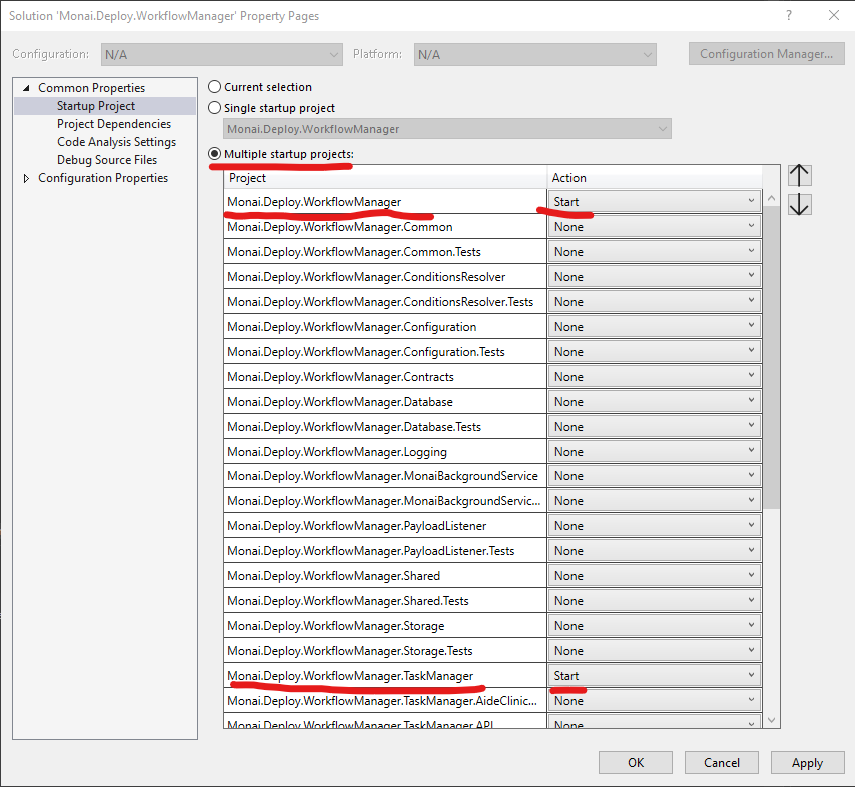 Solution 'Monai.Deploy.WorkflowManager' Property Pages
?
Configuration: N/A Platform: N/A Configuration Manager...
Common Properties
Startup Project
Project Dependencies
Code Analysis Settings
Debug Source Files
Configuration Properties
Current selection
Single startup project
Monai.Deploy.WorkflowManager
Multiple startup projects:
Project Action
Monai.Deploy.WorkflowManager Start
Monai.Deploy.WorkflowManager.Common None
Monai.Deploy.WorkflowManager.Common.Tests None
Monai.Deploy.WorkflowManager.ConditionsResolver None
Monai.Deploy.WorkflowManager.ConditionsResolver.Tests None
Monai.Deploy.WorkflowManager.Configuration None
Monai.Deploy.WorkflowManager.Configuration.Tests None
Monai.Deploy.WorkflowManager.Contracts None
Monai.Deploy.WorkflowManager.Database None
Monai.Deploy.WorkflowManager.Database.Tests None
Monai.Deploy.WorkflowManager.Logging None
Monai.Deploy.WorkflowManager.MonaiBackgroundService None
Monai.Deploy.WorkflowManager.MonaiBackgroundServic... None
Monai.Deploy.WorkflowManager.PayloadListener None
Monai.Deploy.WorkflowManager.PayloadListener.Tests None
Monai.Deploy.WorkflowManager.Shared None
Monai.Deploy.WorkflowManager.Shared.Tests None
Monai.Deploy.WorkflowManager.Storage None
Monai.Deploy.WorkflowManager.Storage.Tests None
Monai.Deploy.WorkflowManager.TaskManager Start
Monai.Deploy.WorkflowManager.TaskManager.AideClinic... None
Monai.Deploy.WorkflowManager.TaskManager.API None
OK Cancel Apply